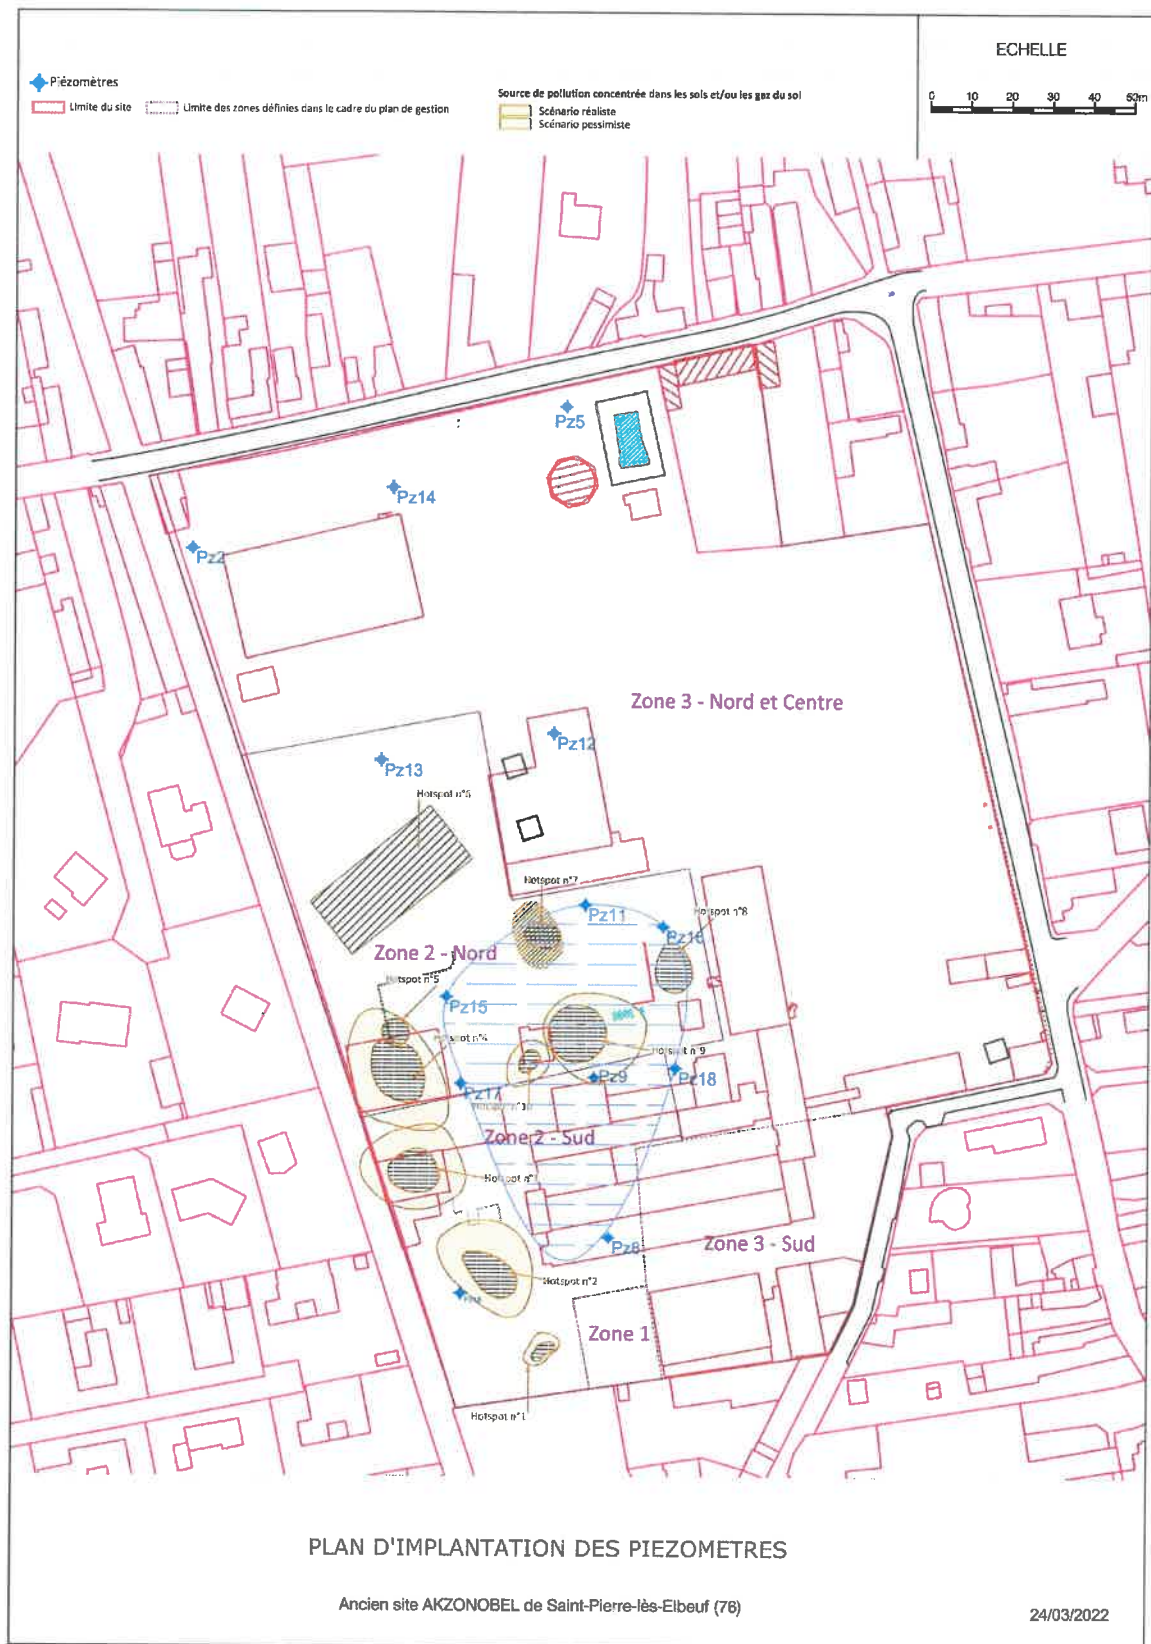 ECHELLE
Piézomètres
Limite du site
Limite des zones définies dans le cadre du plan de gestion
Source de pollution concentrée dans les sols et/ou les gaz du sol
Scénario réaliste
Scénario pessimiste
0 10 20 30 40 50m
Pz5
Pz14
Pz2
Zone 3 - Nord et Centre
Pz12
Pz13
Hotspot n°6
Hotspot n°7
Pz11
Hotspot n°8
Pz16
Zone 2 - Nord
Hotspot n°5
Pz15
Hotspot n°4
Hotspot n°9
Pz9
Pz18
Pz17
Zone 2 - Sud
Pz8
Zone 3 - Sud
Hotspot n°2
Zone 1
Hotspot n°1
PLAN D'IMPLANTATION DES PIEZOMETRES
Ancien site AKZONOBEL de Saint-Pierre-lès-Elbeuf (76)
24/03/2022